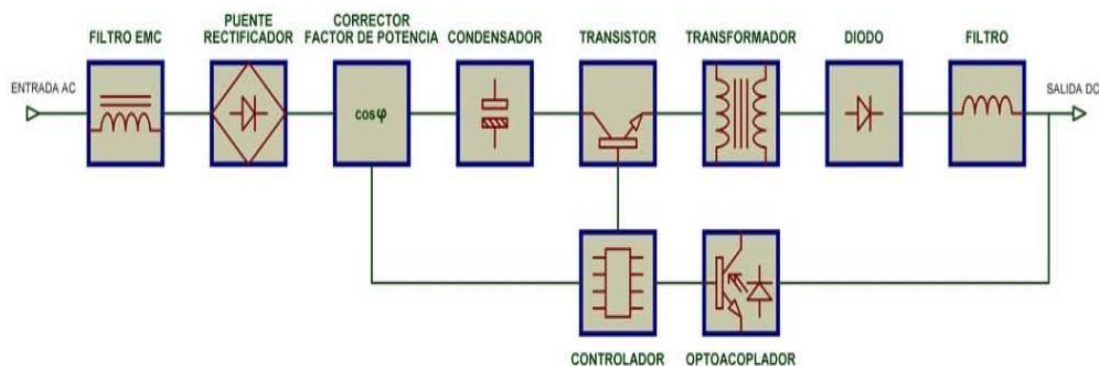 FILTRO EMC
PUENTE
RECTIFICADOR
CORRECTOR
FACTOR DE POTENCIA
CONDENSADOR
TRANSISTOR
TRANSFORMADOR
DIODO
FILTRO
ENTRADA AC
cosφ
SALIDA DC
CONTROLADOR
OPTOACOPLADOR